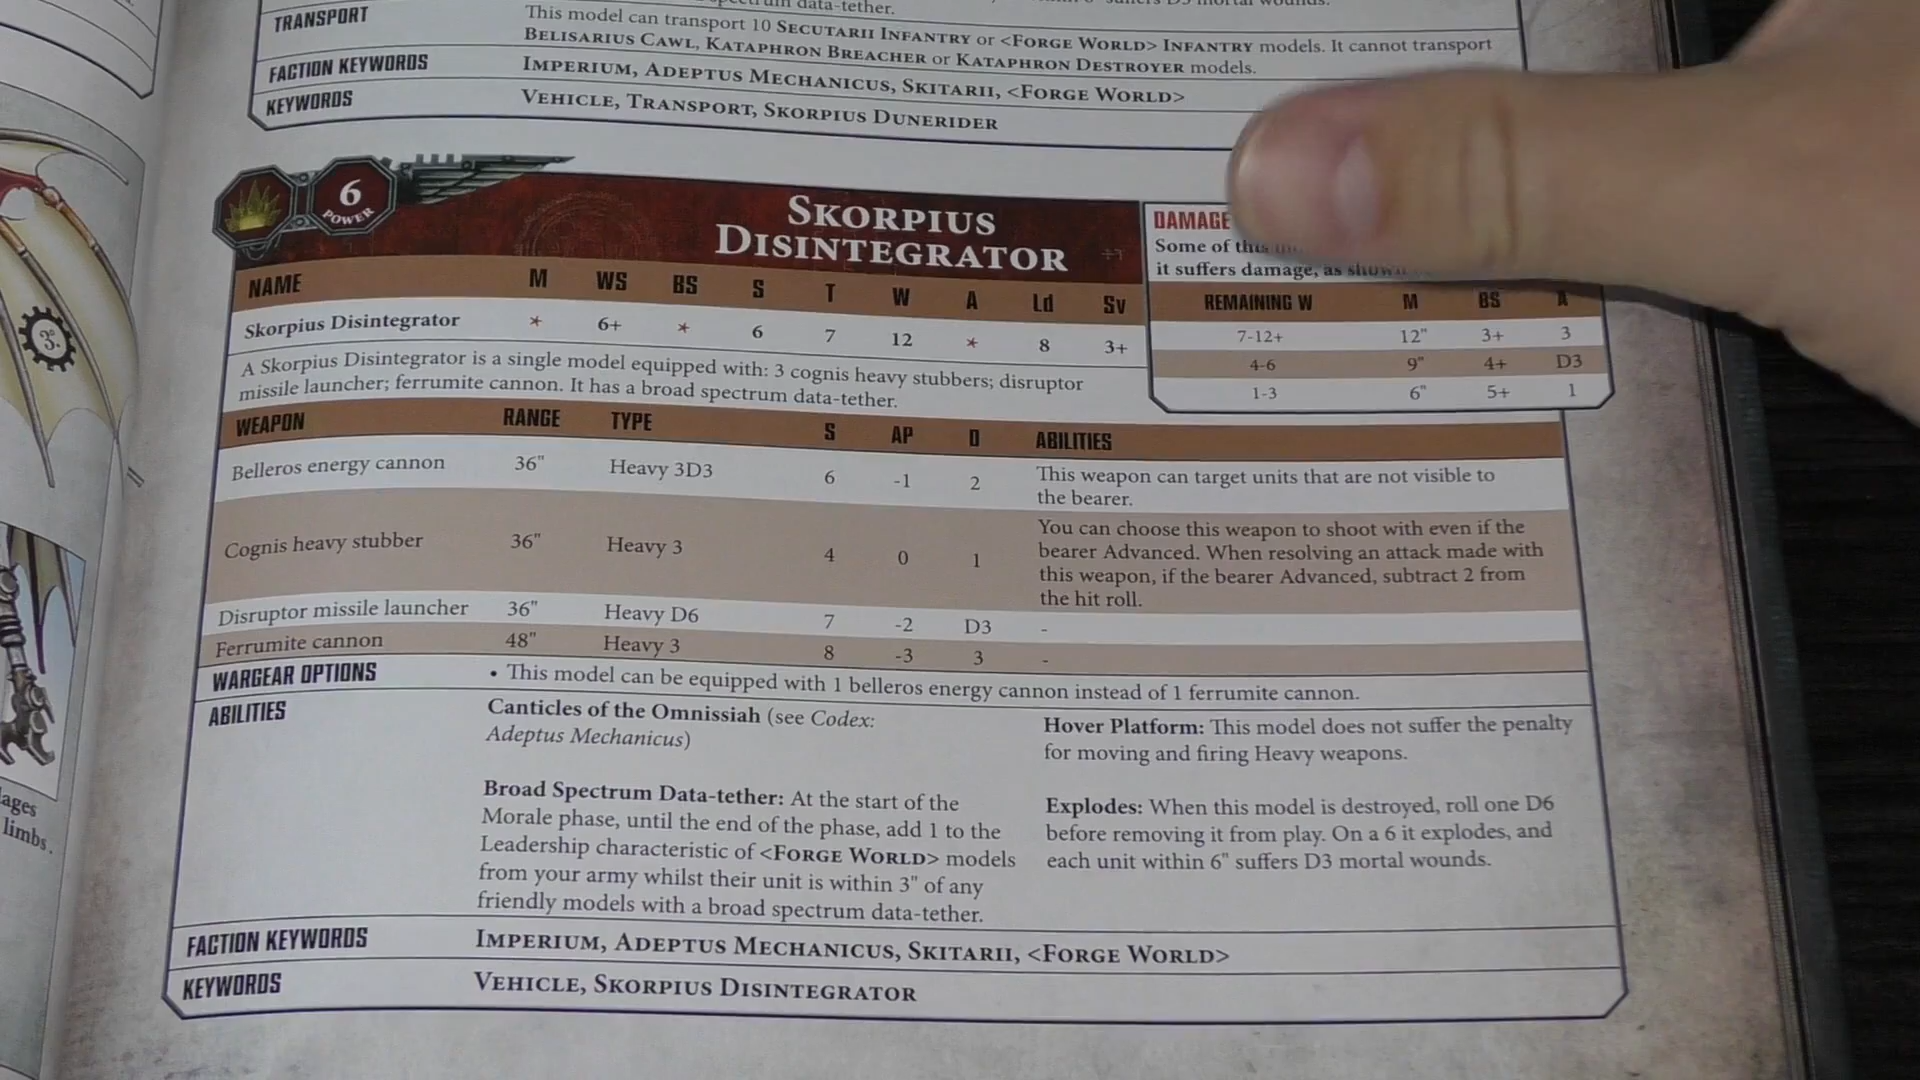 data-tether.
TRANSPORT
This model can transport 10 SECUTARII INFANTRY or <FORGE WORLD> INFANTRY models. It cannot transport
BELISARIUS CAWL, KATAPHRON BREACHER or KATAPHRON DESTROYER models.
FACTION KEYWORDS
IMPERIUM, ADEPTUS MECHANICUS, SKITARII, <FORGE WORLD>
KEYWORDS
VEHICLE, TRANSPORT, SKORPIUS DUNERIDER
6
POWER
SKORPIUS
DISINTEGRATOR
DAMAGE
Some of this
it suffers damage, as shown
NAME M WS BS S T W A Ld Sv
Skorpius Disintegrator * 6+ * 6 7 12 * 8 3+
REMAINING W M BS A
7-12+ 12" 3+ 3
4-6 9" 4+ D3
1-3 6" 5+ 1
A Skorpius Disintegrator is a single model equipped with: 3 cognis heavy stubbers; disruptor
missile launcher; ferrumite cannon. It has a broad spectrum data-tether.
WEAPON RANGE TYPE S AP D ABILITIES
Belleros energy cannon 36" Heavy 3D3 6 -1 2 This weapon can target units that are not visible to
the bearer.
Cognis heavy stubber 36" Heavy 3 4 0 1 You can choose this weapon to shoot with even if the
bearer Advanced. When resolving an attack made with
this weapon, if the bearer Advanced, subtract 2 from
the hit roll.
Disruptor missile launcher 36" Heavy D6 7 -2 D3 -
Ferrumite cannon 48" Heavy 3 8 -3 3 -
WARGEAR OPTIONS
• This model can be equipped with 1 belleros energy cannon instead of 1 ferrumite cannon.
ABILITIES
Canticles of the Omnissiah (see Codex:
Adeptus Mechanicus)
Broad Spectrum Data-tether: At the start of the
Morale phase, until the end of the phase, add 1 to the
Leadership characteristic of <FORGE WORLD> models
from your army whilst their unit is within 3" of any
friendly models with a broad spectrum data-tether.
Hover Platform: This model does not suffer the penalty
for moving and firing Heavy weapons.
Explodes: When this model is destroyed, roll one D6
before removing it from play. On a 6 it explodes, and
each unit within 6" suffers D3 mortal wounds.
FACTION KEYWORDS
IMPERIUM, ADEPTUS MECHANICUS, SKITARII, <FORGE WORLD>
KEYWORDS
VEHICLE, SKORPIUS DISINTEGRATOR
3
limbs.